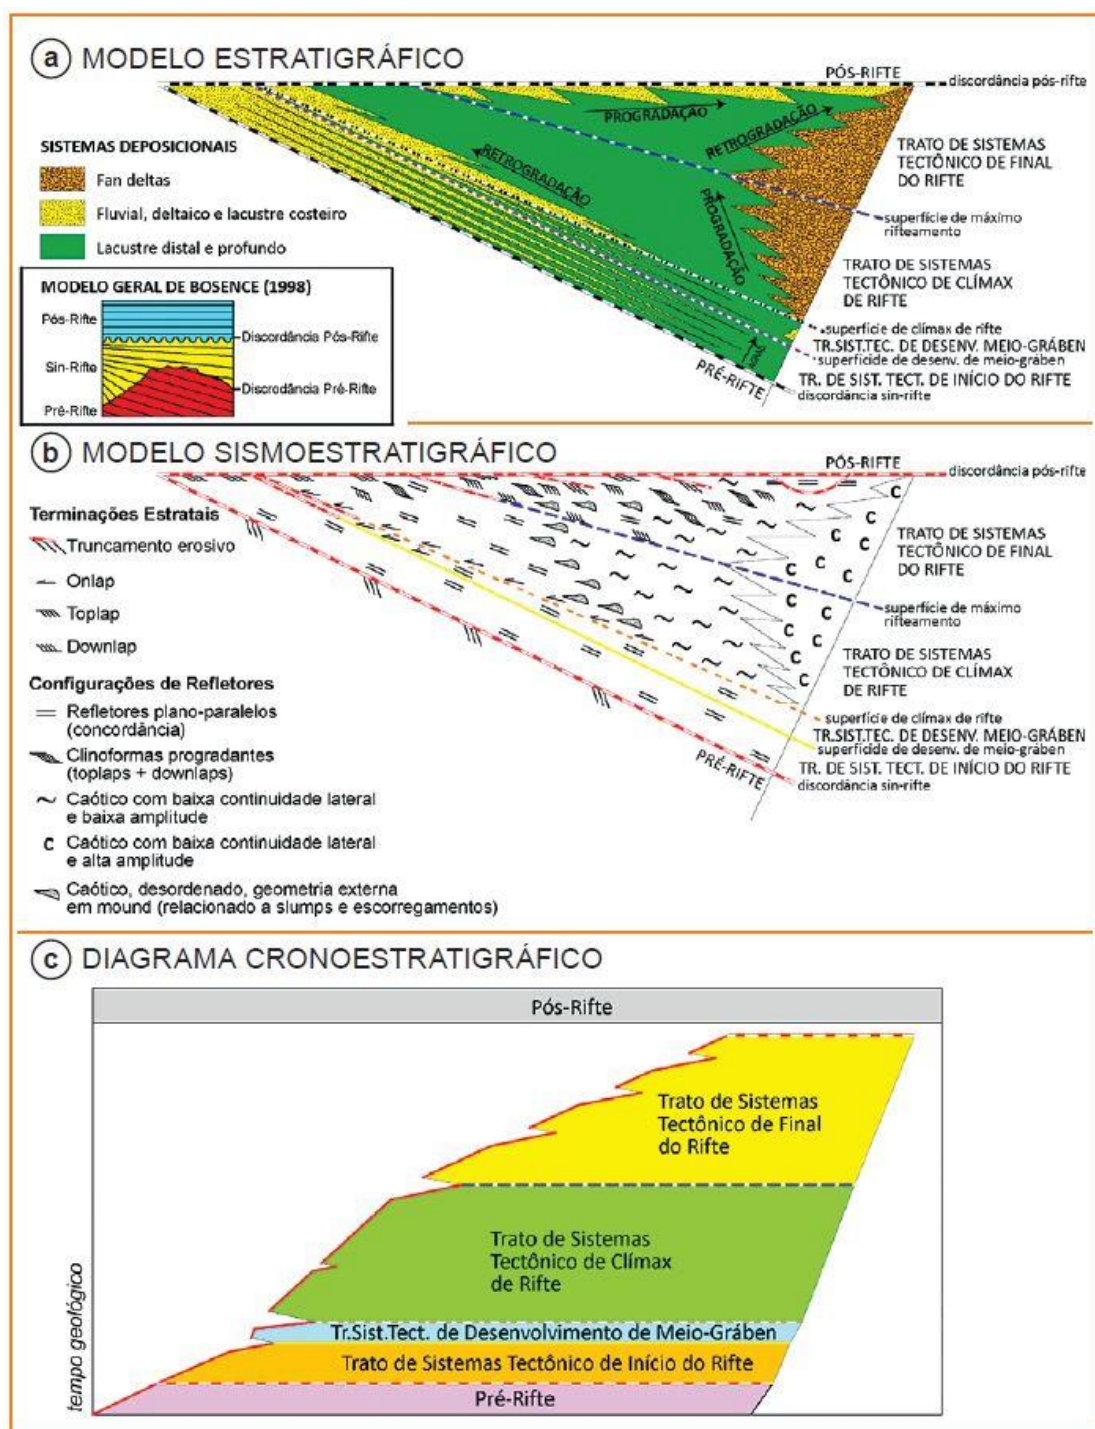 a MODELO ESTRATIGRÁFICO
PÓS-RIFTE
discordância pós-rifte
PROGRADAÇÃO
RETROGRADAÇÃO
RETROGRADAÇÃO
PROGRADAÇÃO
SISTEMAS DEPOSICIONAIS
Fan deltas
Fluvial, deltaico e lacustre costeiro
Lacustre distal e profundo
TRATO DE SISTEMAS
TECTÔNICO DE FINAL
DO RIFTE
superfície de máximo
rifteamento
TRATO DE SISTEMAS
TECTÔNICO DE CLÍMAX
DE RIFTE
superfície de clímax de rifte
TR.SIST.TEC. DE DESENV. MEIO-GRÁBEN
superficide de desenv. de meio-gráben
TR. DE SIST. TECT. DE INÍCIO DO RIFTE
discordância sin-rifte
PRÉ-RIFTE
MODELO GERAL DE BOSENCE (1998)
Pós-Rifte
Discordância Pós-Rifte
Sin-Rifte
Discrodância Pré-Rifte
Pré-Rifte
b MODELO SISMOESTRATIGRÁFICO
PÓS-RIFTE
discordância pós-rifte
Terminações Estratais
Truncamento erosivo
Onlap
Toplap
Downlap
Configurações de Refletores
Refletores plano-paralelos
(concordância)
Clinoformas progradantes
(toplaps + downlaps)
Caótico com baixa continuidade lateral
e baixa amplitude
C Caótico com baixa continuidade lateral
e alta amplitude
Caótico, desordenado, geometria externa
em mound (relacionado a slumps e escorregamentos)
C
C
C
C
C
C
C
C
C
C
C
C
TRATO DE SISTEMAS
TECTÔNICO DE FINAL
DO RIFTE
superfície de máximo
rifteamento
TRATO DE SISTEMAS
TECTÔNICO DE CLÍMAX
DE RIFTE
superfície de clímax de rifte
TR.SIST.TEC. DE DESENV. MEIO-GRÁBEN
superficide de desenv. de meio-gráben
TR. DE SIST. TECT. DE INÍCIO DO RIFTE
discordância sin-rifte
PRÉ-RIFTE
c DIAGRAMA CRONOESTRATIGRÁFICO
Pós-Rifte
Trato de Sistemas
Tectônico de Final
do Rifte
Trato de Sistemas
Tectônico de Clímax
de Rifte
Tr.Sist.Tect. de Desenvolvimento de Meio-Gráben
Trato de Sistemas Tectônico de Início do Rifte
Pré-Rifte
tempo geológico